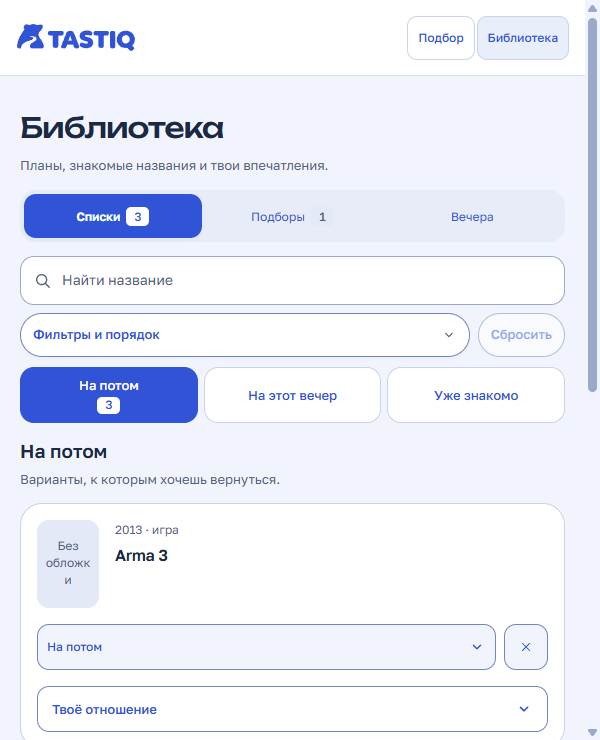 TASTIQ
Подбор
Библиотека
Библиотека
Планы, знакомые названия и твои впечатления.
Списки 3
Подборы 1
Вечера
Найти название
Фильтры и порядок
Сбросить
На потом
3
На этот вечер
Уже знакомо
На потом
Варианты, к которым хочешь вернуться.
Без
обложк
и
2013 · игра
Arma 3
На потом
Твоё отношение